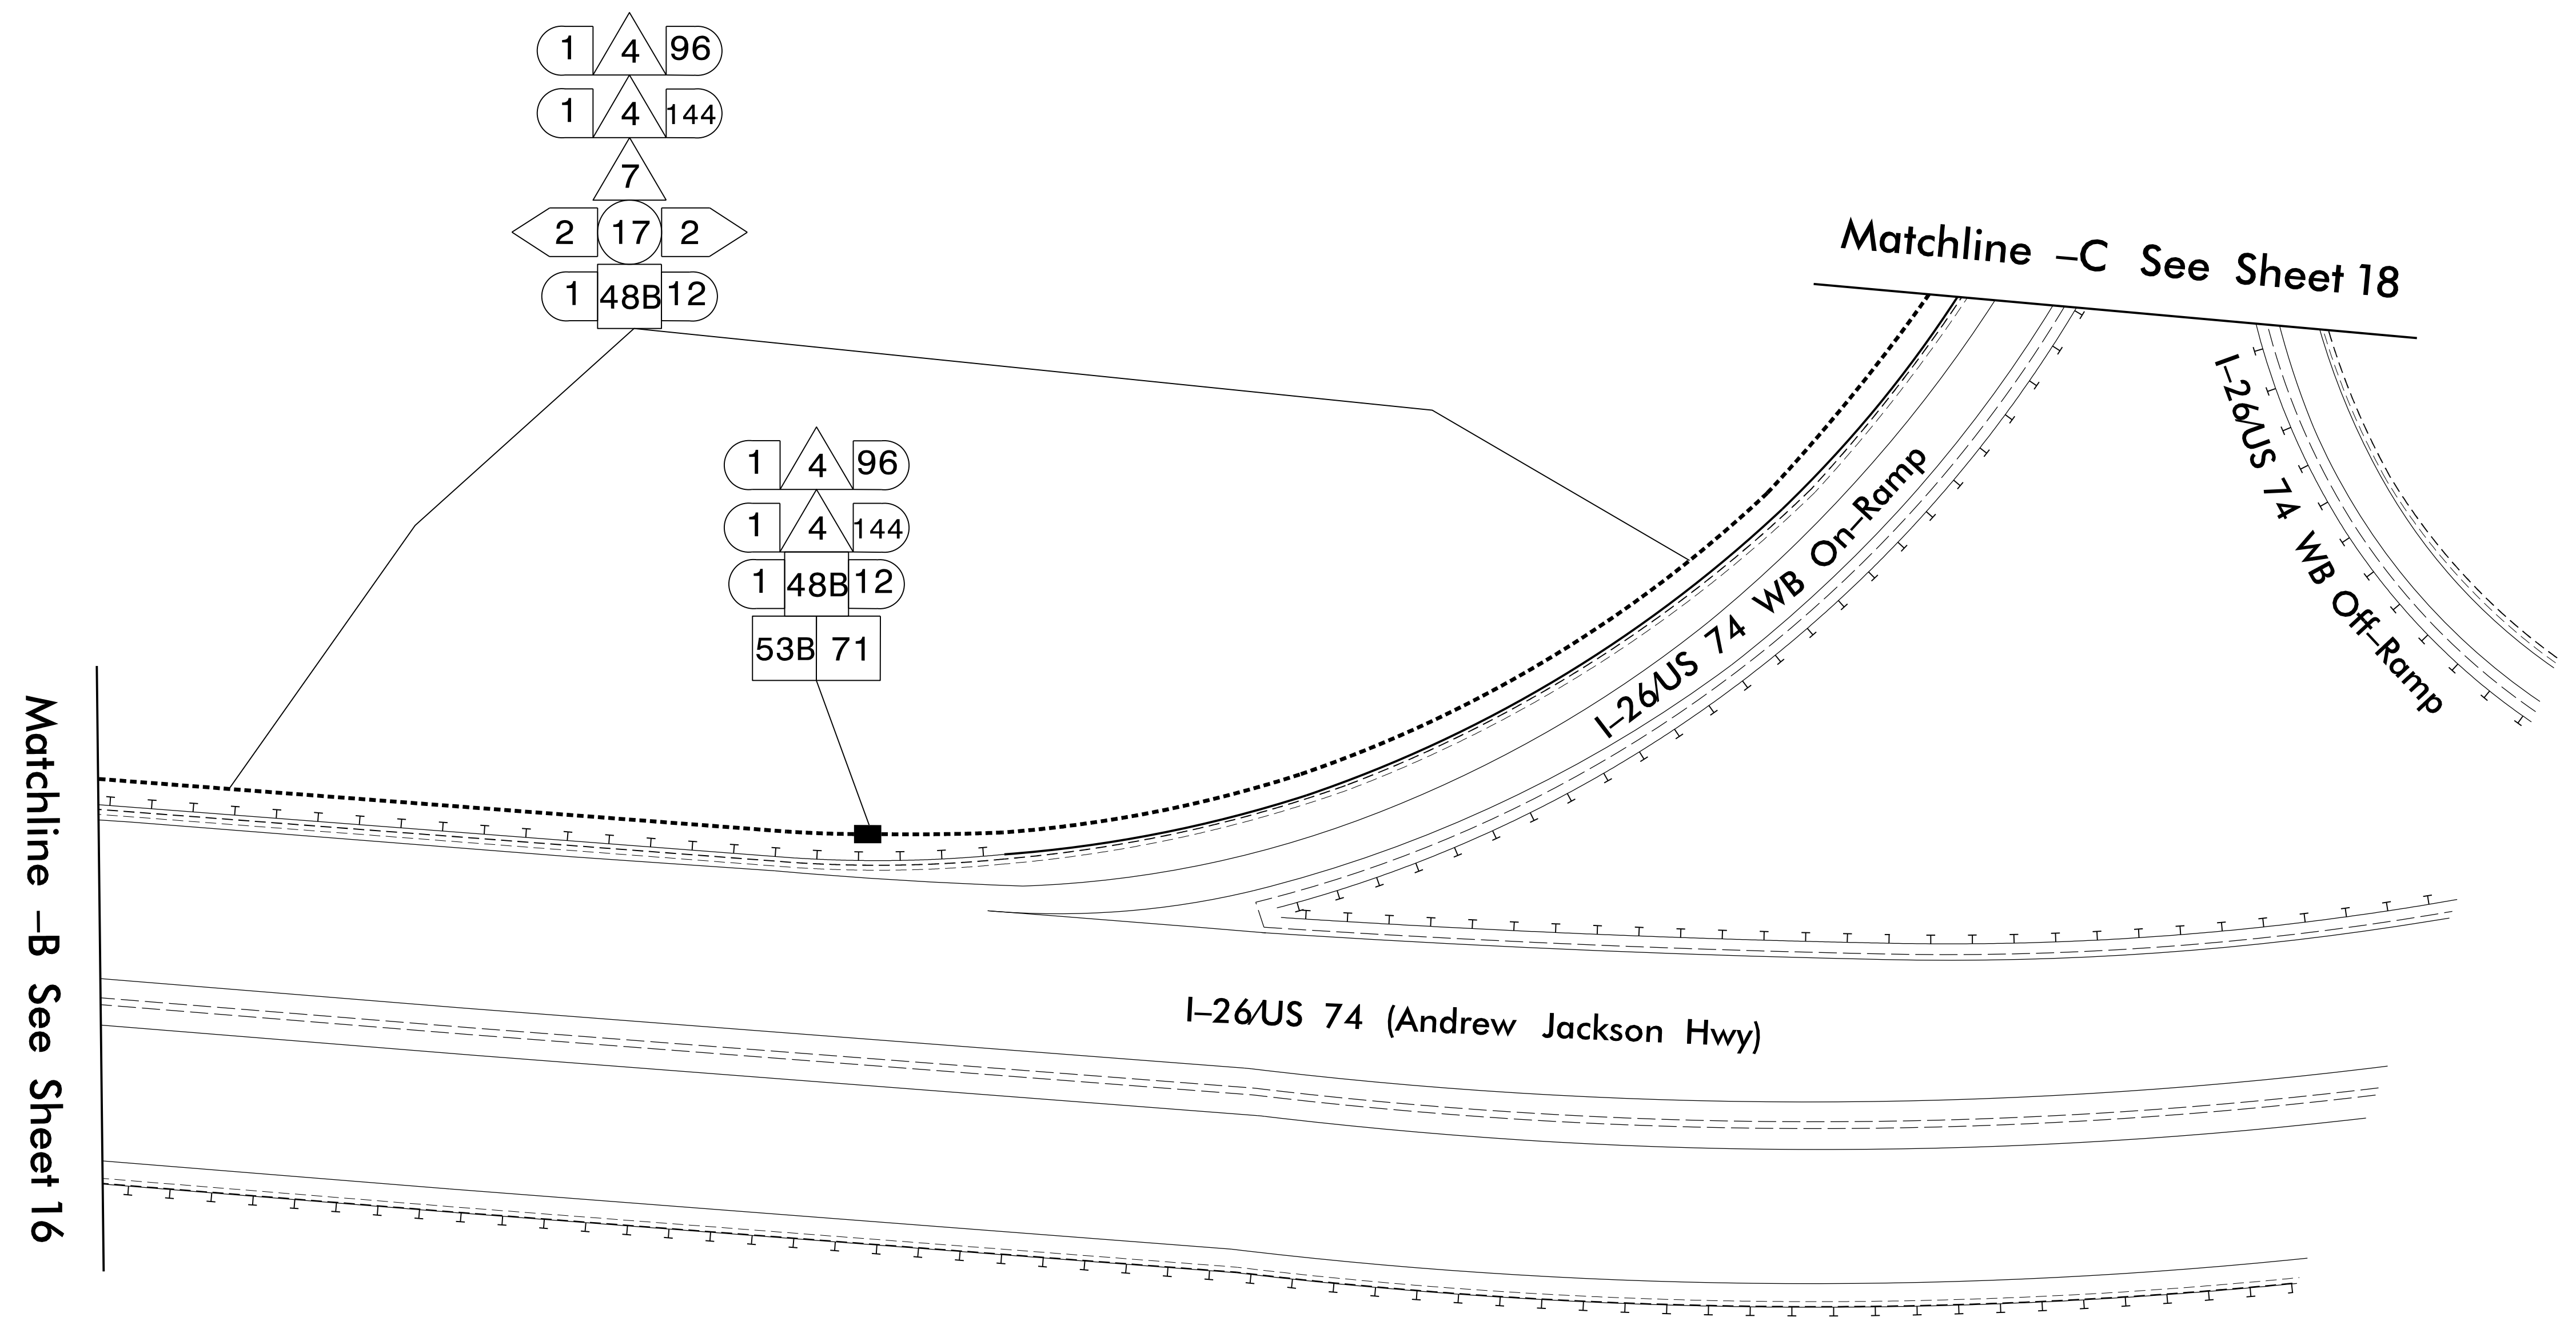 1 4 96
1 4 144
7
2 17 2
1 48B 12
Matchline –C See Sheet 18
1 4 96
1 4 144
1 48B 12
53B 71
I–26/US 74 WB On–Ramp
I–26/US 74 WB Off–Ramp
Matchline –B See Sheet 16
I–26/US 74 (Andrew Jackson Hwy)